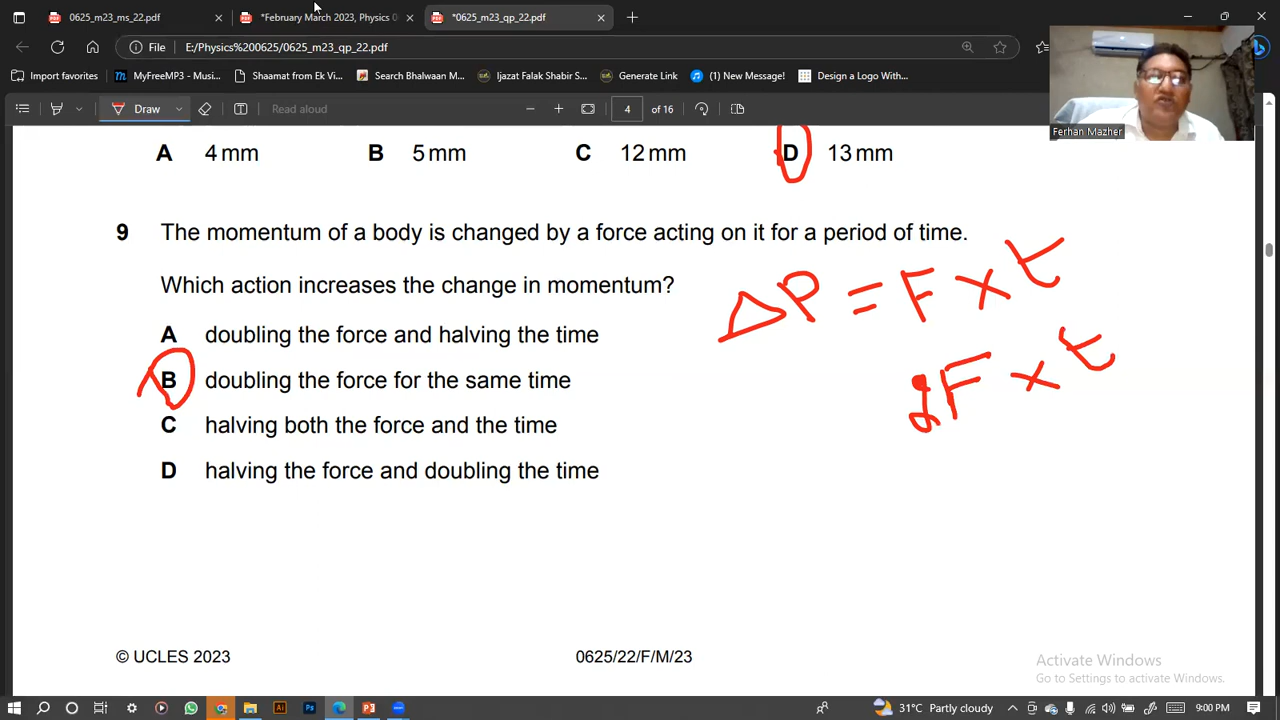 0625_m23_ms_22.pdf
*February March 2023, Physics 0
*0625_m23_qp_22.pdf
File
E:/Physics%200625/0625_m23_qp_22.pdf
Import favorites
MyFreeMP3 - Musi...
Shaamat from Ek Vi...
Search Bhalwaan M...
Ijazat Falak Shabir S...
Generate Link
(1) New Message!
Design a Logo With...
Draw
Read aloud
4
of 16
Ferhan Mazher
A 4 mm B 5 mm C 12 mm D 13 mm
9 The momentum of a body is changed by a force acting on it for a period of time.
Which action increases the change in momentum?
ΔP = F × t
A doubling the force and halving the time
B doubling the force for the same time
2F × t
C halving both the force and the time
D halving the force and doubling the time
© UCLES 2023
0625/22/F/M/23
Activate Windows
Go to Settings to activate Windows.
31°C Partly cloudy
9:00 PM